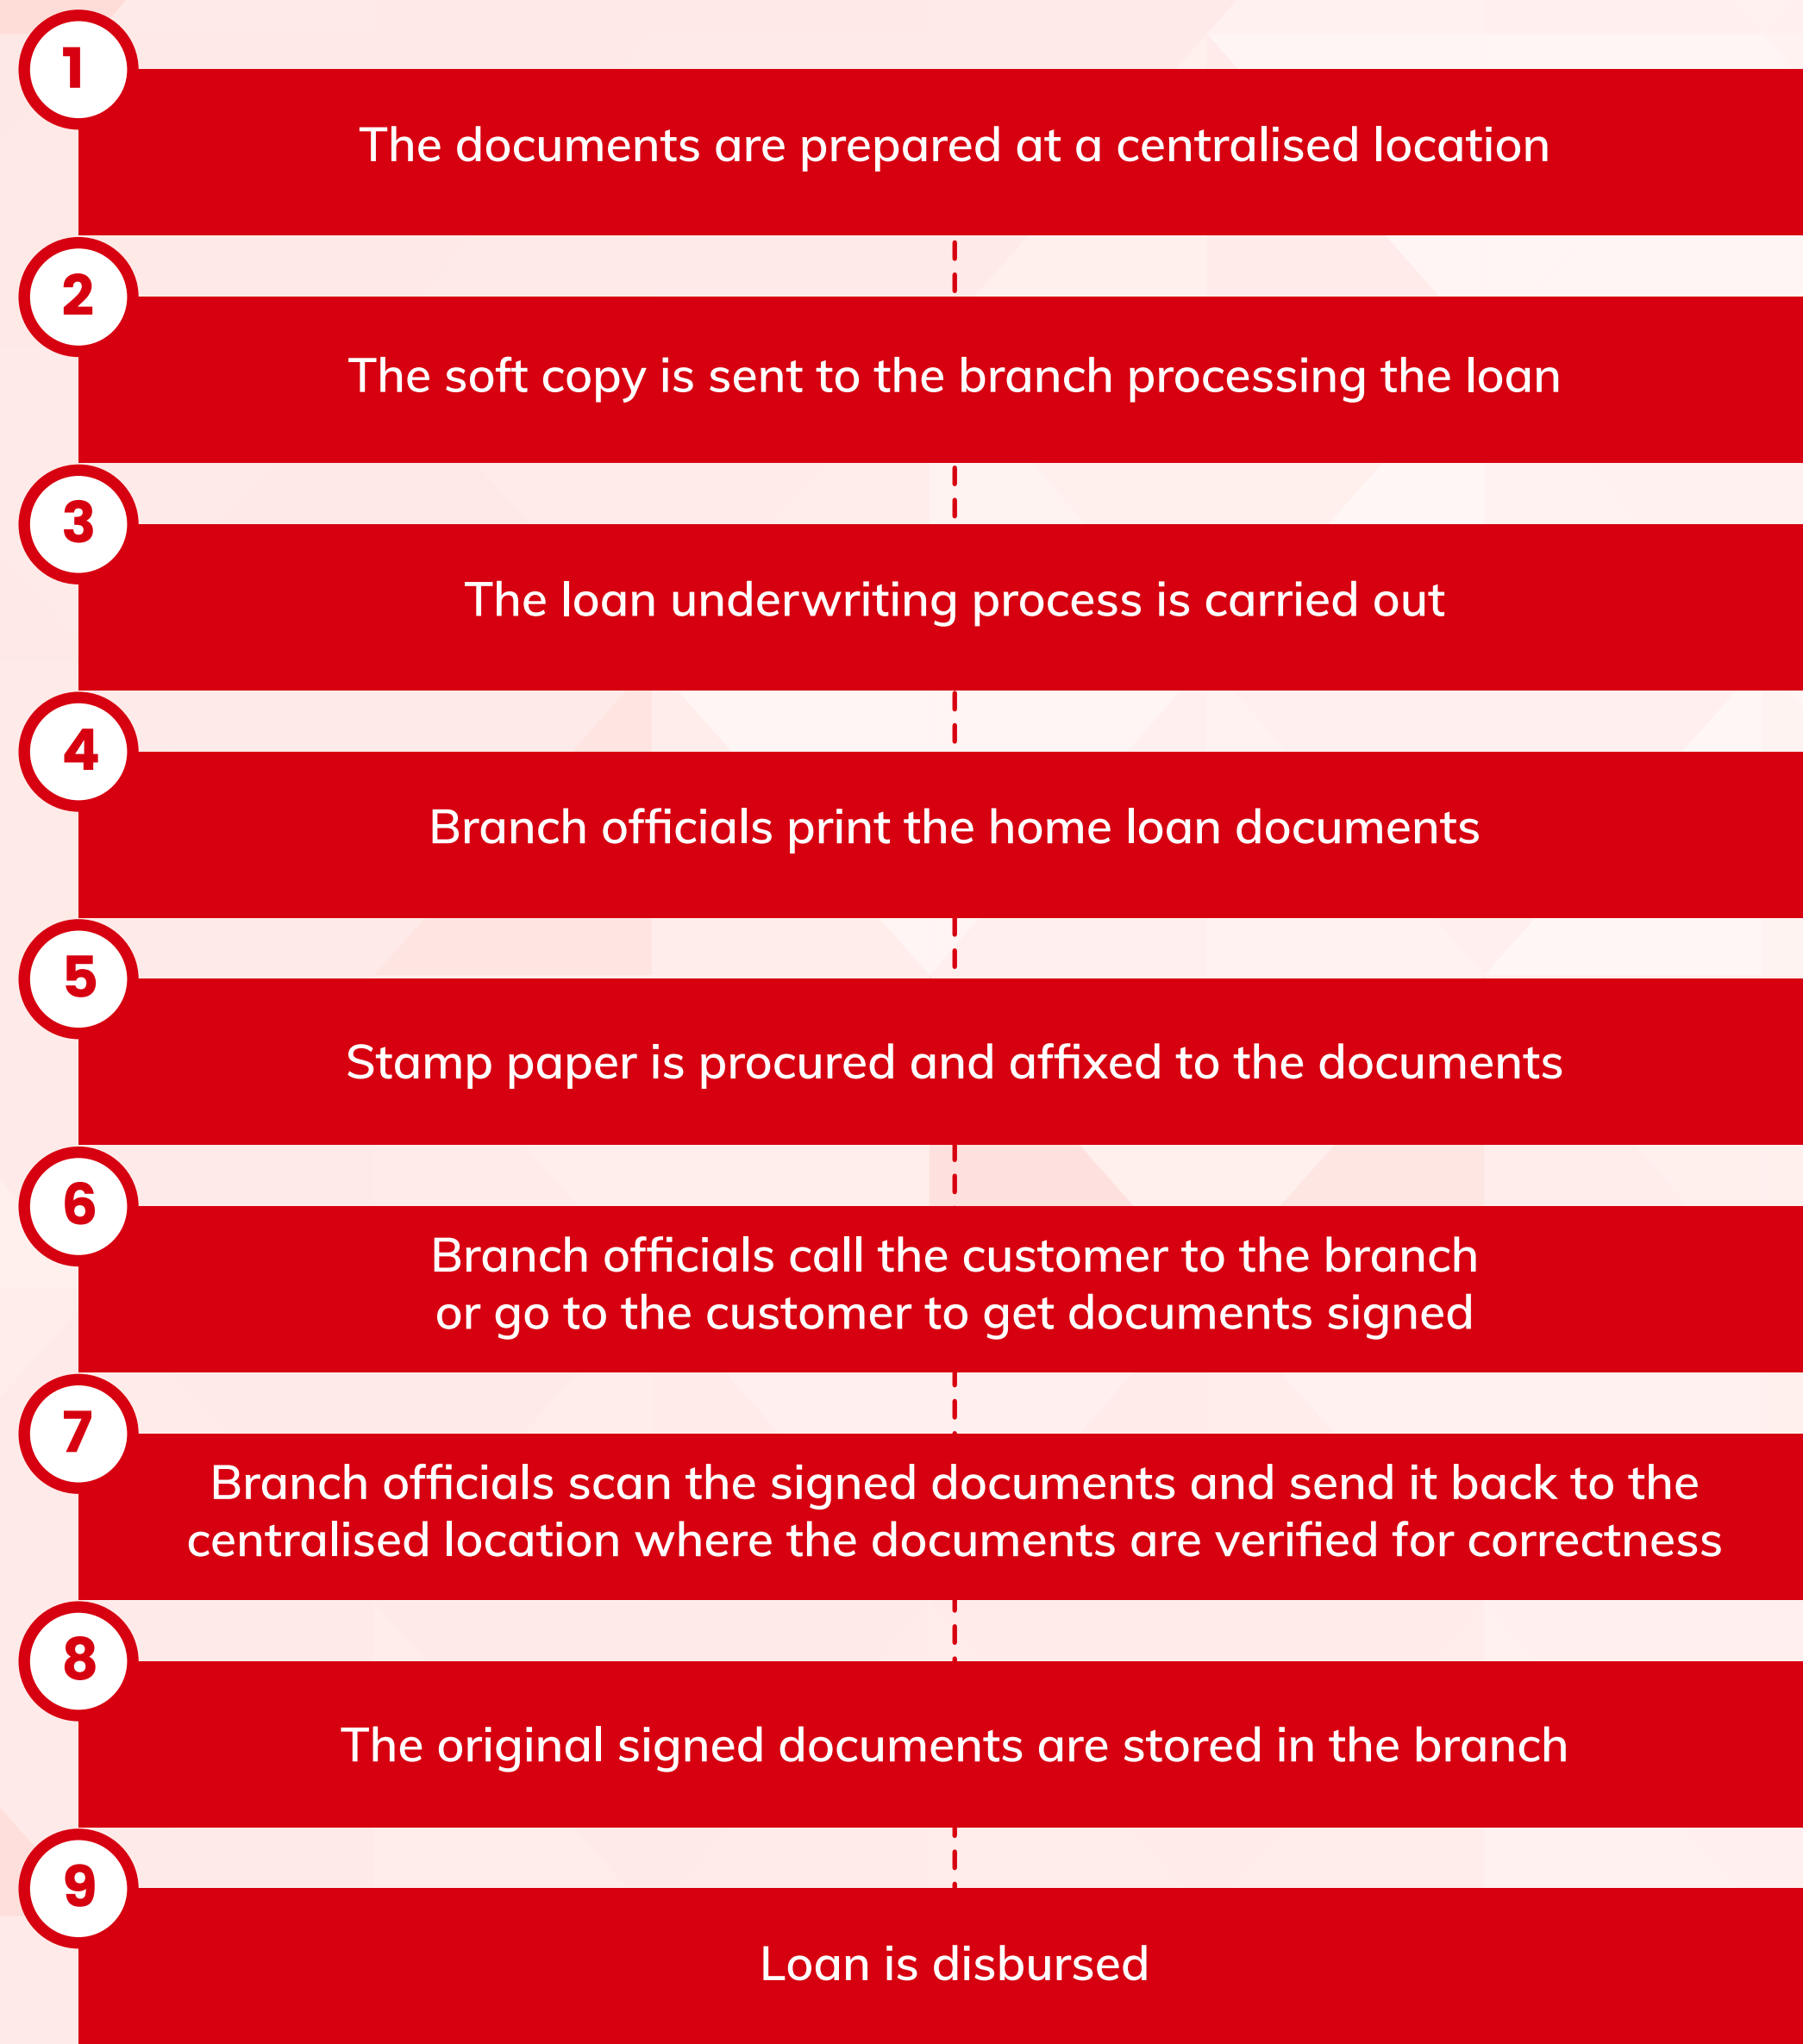 1
The documents are prepared at a centralised location
2
The soft copy is sent to the branch processing the loan
3
The loan underwriting process is carried out
4
Branch officials print the home loan documents
5
Stamp paper is procured and affixed to the documents
6
Branch officials call the customer to the branch
or go to the customer to get documents signed
7
Branch officials scan the signed documents and send it back to the
centralised location where the documents are verified for correctness
8
The original signed documents are stored in the branch
9
Loan is disbursed